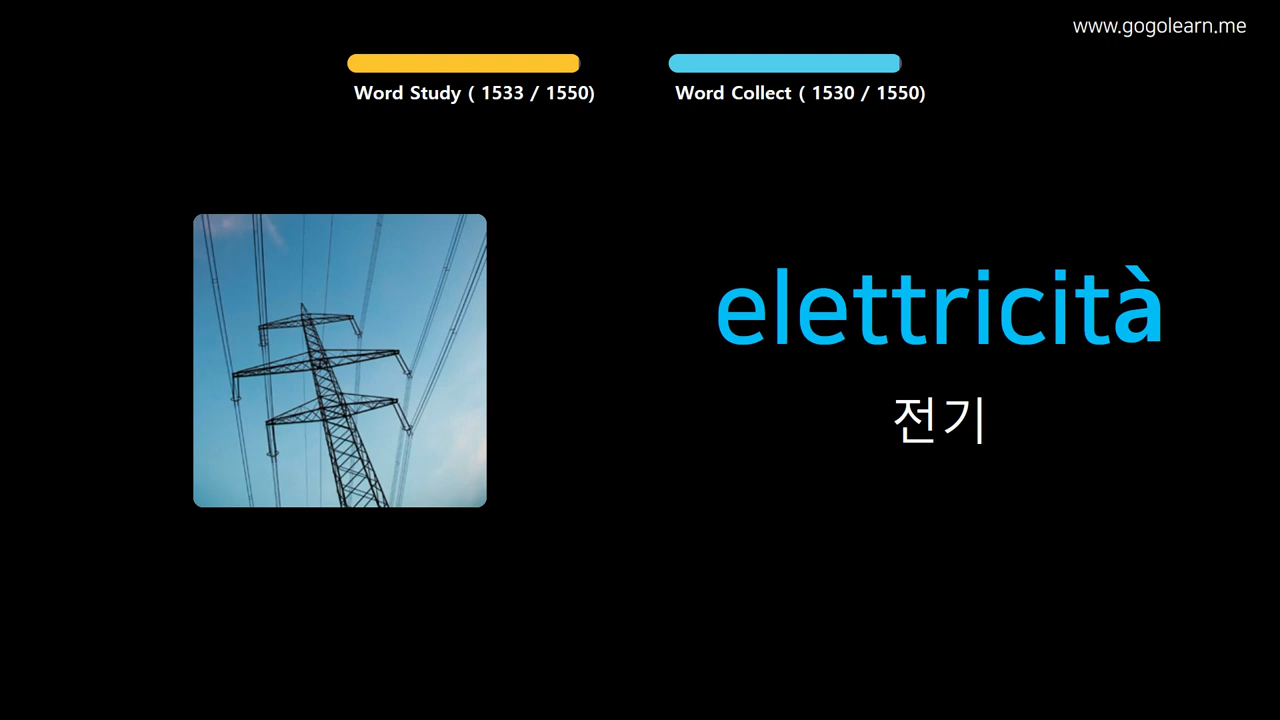 www.gogolearn.me
Word Study ( 1533 / 1550)
Word Collect ( 1530 / 1550)
elettricità
전기